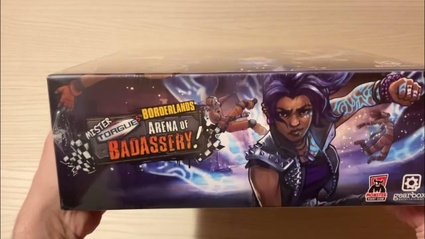 BORDERLANDS
MISTER
TORGUE'S
ARENA OF
BADASSERY
gearbox